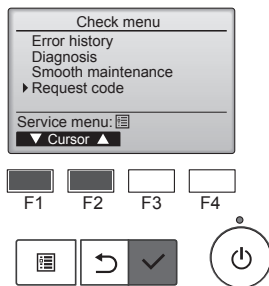 Check menu
Error history
Diagnosis
Smooth maintenance
Request code
Service menu:
▼ Cursor ▲
F1 F2 F3 F4